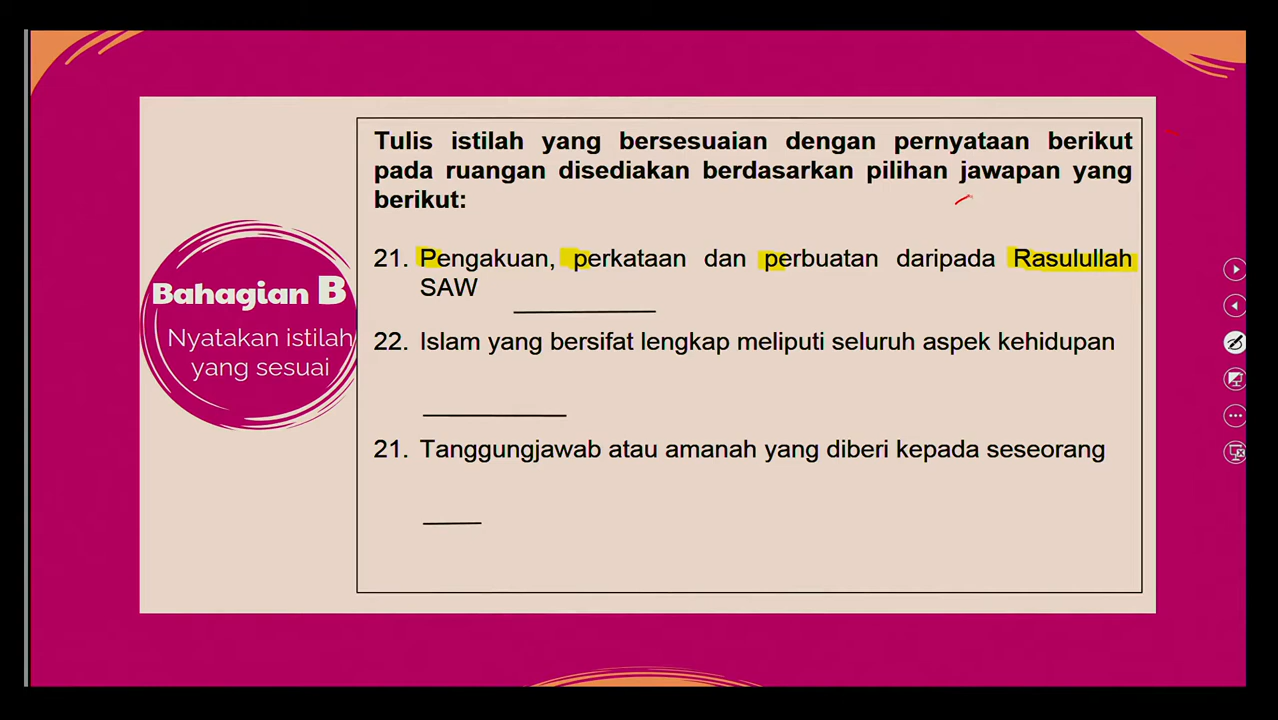 Tulis istilah yang bersesuaian dengan pernyataan berikut
pada ruangan disediakan berdasarkan pilihan jawapan yang
berikut:
21. Pengakuan, perkataan dan perbuatan daripada Rasulullah
SAW
22. Islam yang bersifat lengkap meliputi seluruh aspek kehidupan
21. Tanggungjawab atau amanah yang diberi kepada seseorang
Bahagian B
Nyatakan istilah
yang sesuai